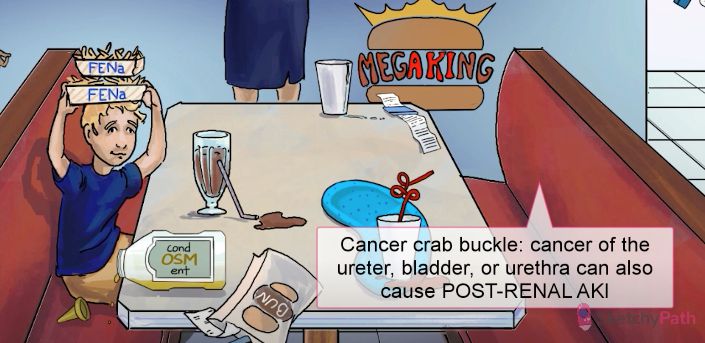 FENa
FENa
MEGAKING
cond
OSM
ent
BUN
Cancer crab buckle: cancer of the
ureter, bladder, or urethra can also
cause POST-RENAL AKI
SketchyPath